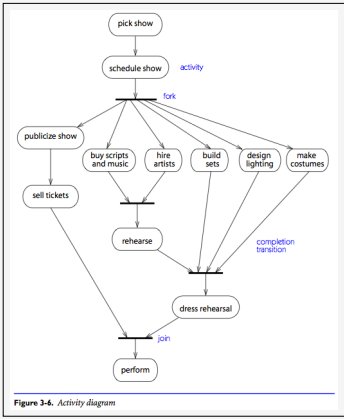 pick show
schedule show
activity
fork
publicize show
buy scripts
and music
hire
artists
build
sets
design
lighting
make
costumes
sell tickets
rehearse
completion
transition
dress rehearsal
join
perform
Figure 3-6. Activity diagram